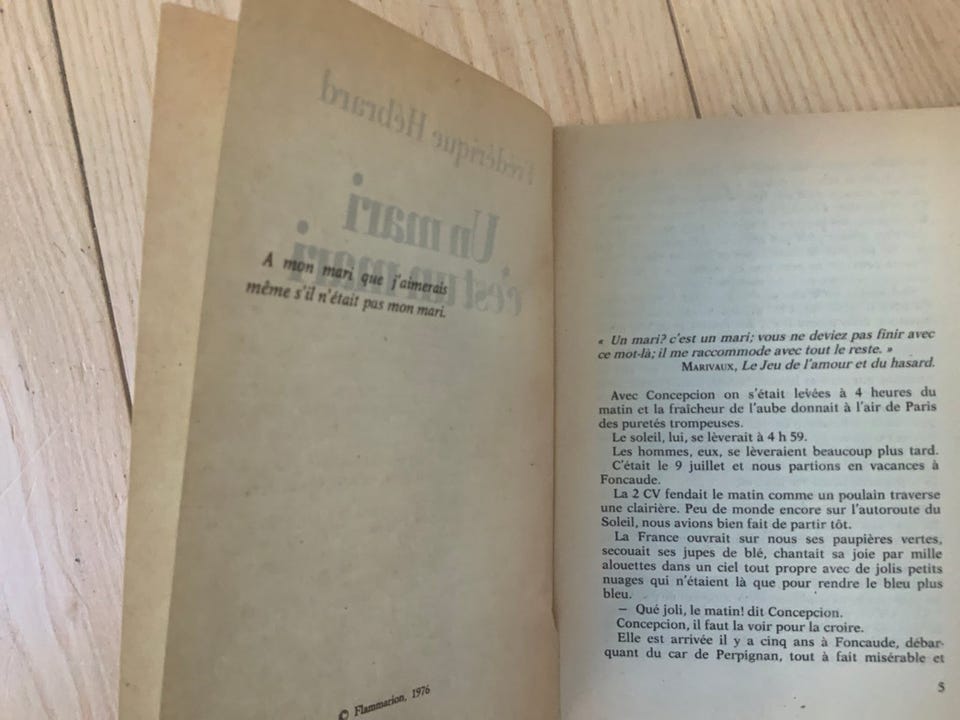 Frédérique Hébrard
Un mari
c'est un mari
A mon mari que j'aimerais
même s'il n'était pas mon mari.
© Flammarion, 1976
« Un mari? c'est un mari; vous ne deviez pas finir avec
ce mot-là; il me raccommode avec tout le reste. »
MARIVAUX, Le Jeu de l'amour et du hasard.
Avec Concepcion on s'était levées à 4 heures du
matin et la fraîcheur de l'aube donnait à l'air de Paris
des puretés trompeuses.
Le soleil, lui, se lèverait à 4 h 59.
Les hommes, eux, se lèveraient beaucoup plus tard.
C'était le 9 juillet et nous partions en vacances à
Foncaude.
La 2 CV fendait le matin comme un poulain traverse
une clairière. Peu de monde encore sur l'autoroute du
Soleil, nous avions bien fait de partir tôt.
La France ouvrait sur nous ses paupières vertes,
secouait ses jupes de blé, chantait sa joie par mille
alouettes dans un ciel tout propre avec de jolis petits
nuages qui n'étaient là que pour rendre le bleu plus
bleu.
— Qué joli, le matin! dit Concepcion.
Concepcion, il faut la voir pour la croire.
Elle est arrivée il y a cinq ans à Foncaude, débar-
quant du car de Perpignan, tout à fait misérable et
5